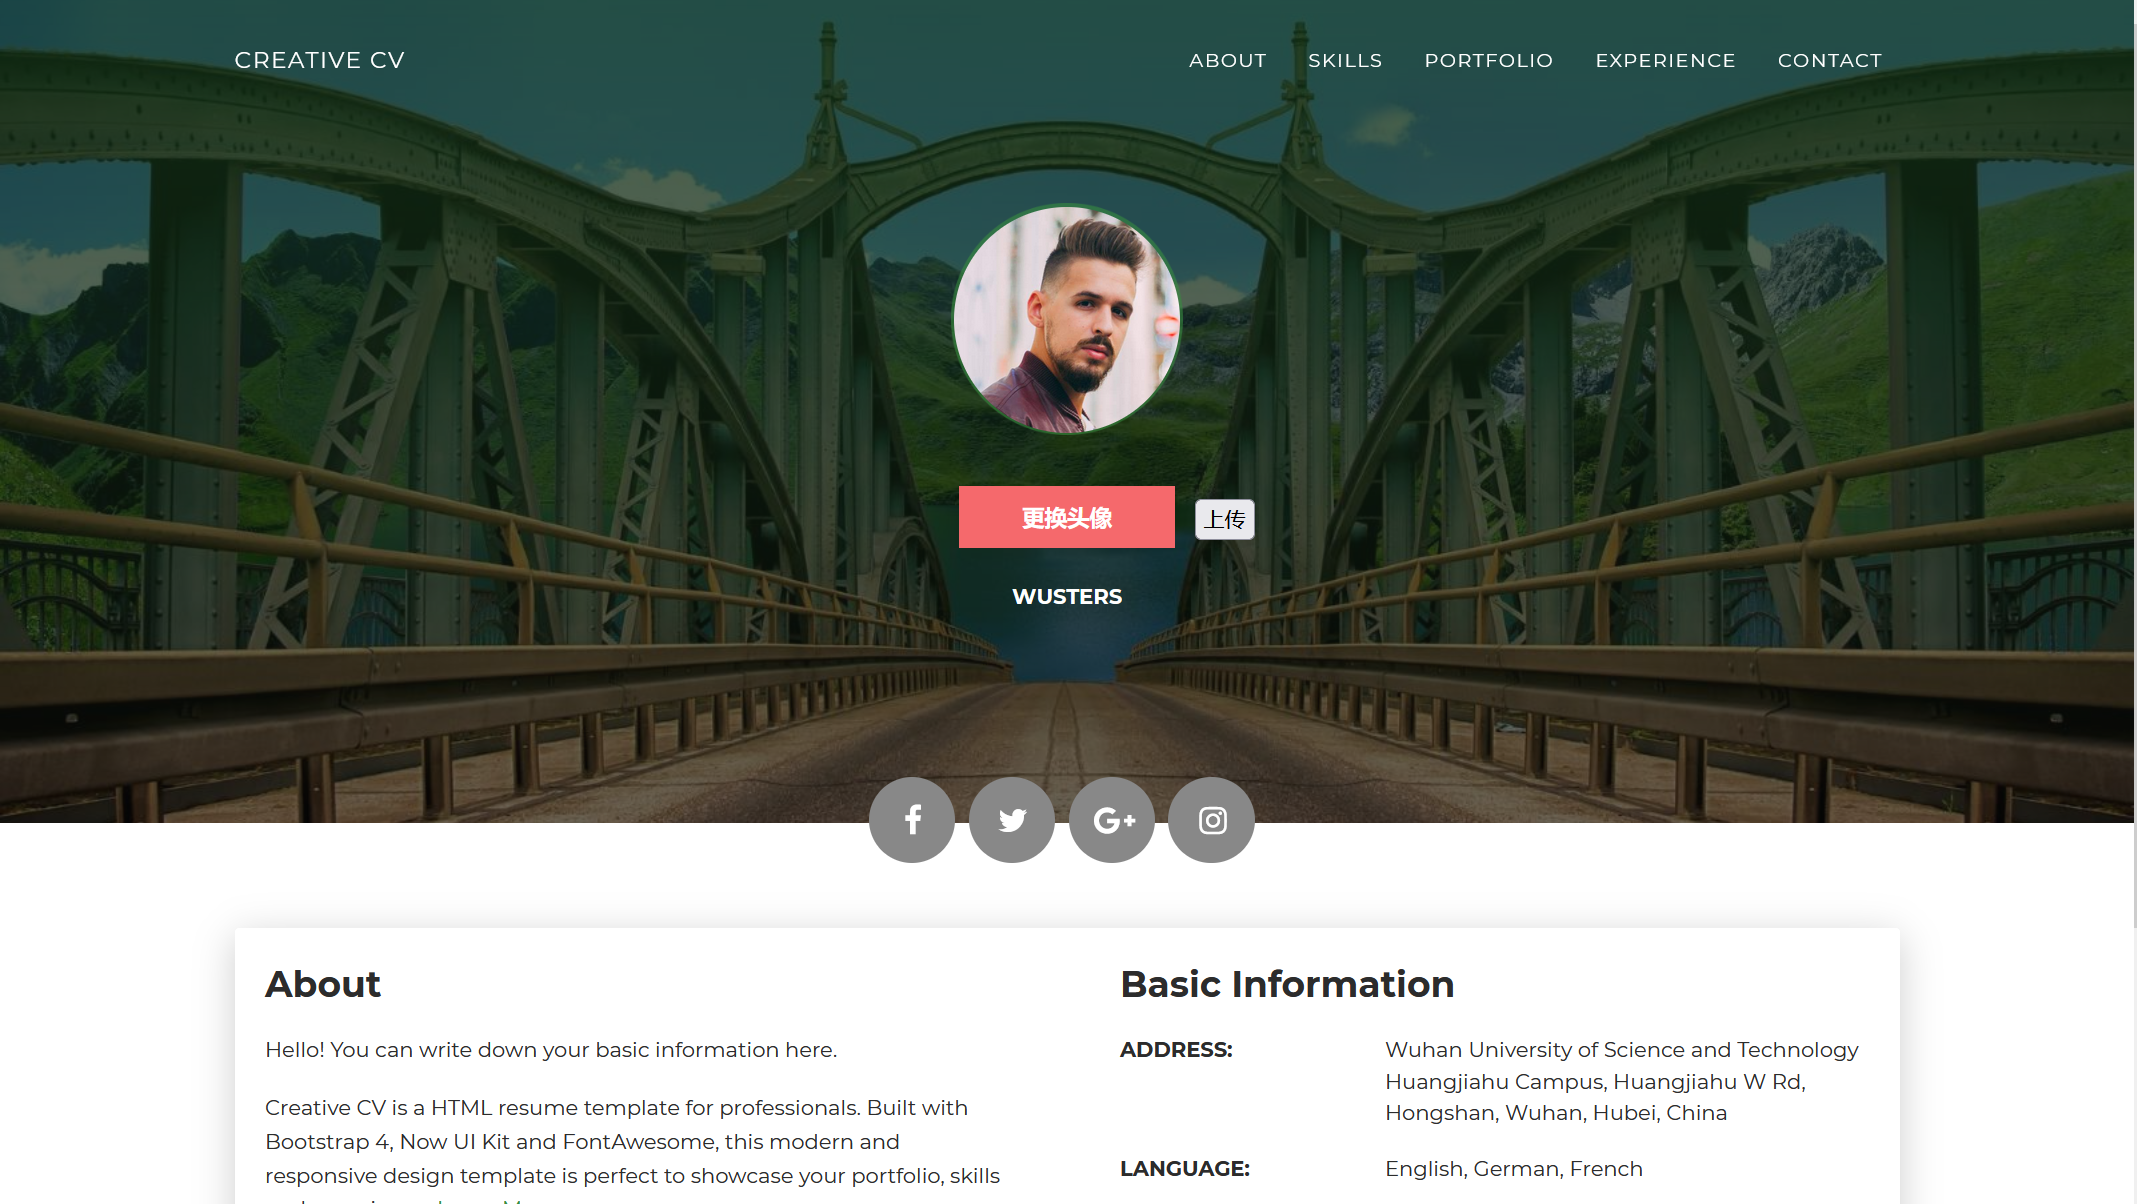 CREATIVE CV
ABOUT SKILLS PORTFOLIO EXPERIENCE CONTACT
更换头像
上传
WUSTERS
About
Hello! You can write down your basic information here.
Creative CV is a HTML resume template for professionals. Built with
Bootstrap 4, Now UI Kit and FontAwesome, this modern and
responsive design template is perfect to showcase your portfolio, skills
Basic Information
ADDRESS:
Wuhan University of Science and Technology
Huangjiahu Campus, Huangjiahu W Rd,
Hongshan, Wuhan, Hubei, China
LANGUAGE:
English, German, French